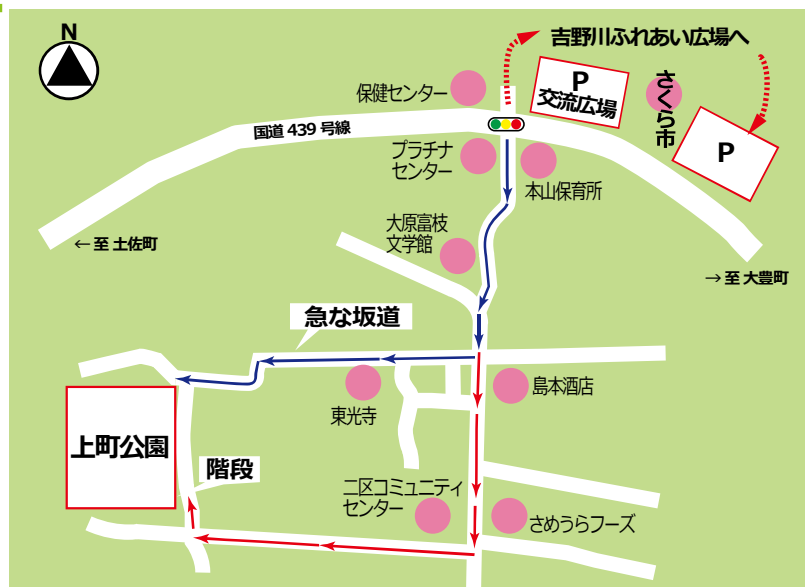 N
吉野川ふれあい広場へ
保健センター
P
交流広場
さくら市
P
国道 439 号線
プラチナ
センター
本山保育所
大原富枝
文学館
← 至 土佐町
→ 至 大豊町
急な坂道
東光寺
島本酒店
上町公園
階段
二区コミュニティ
センター
さめうらフーズ